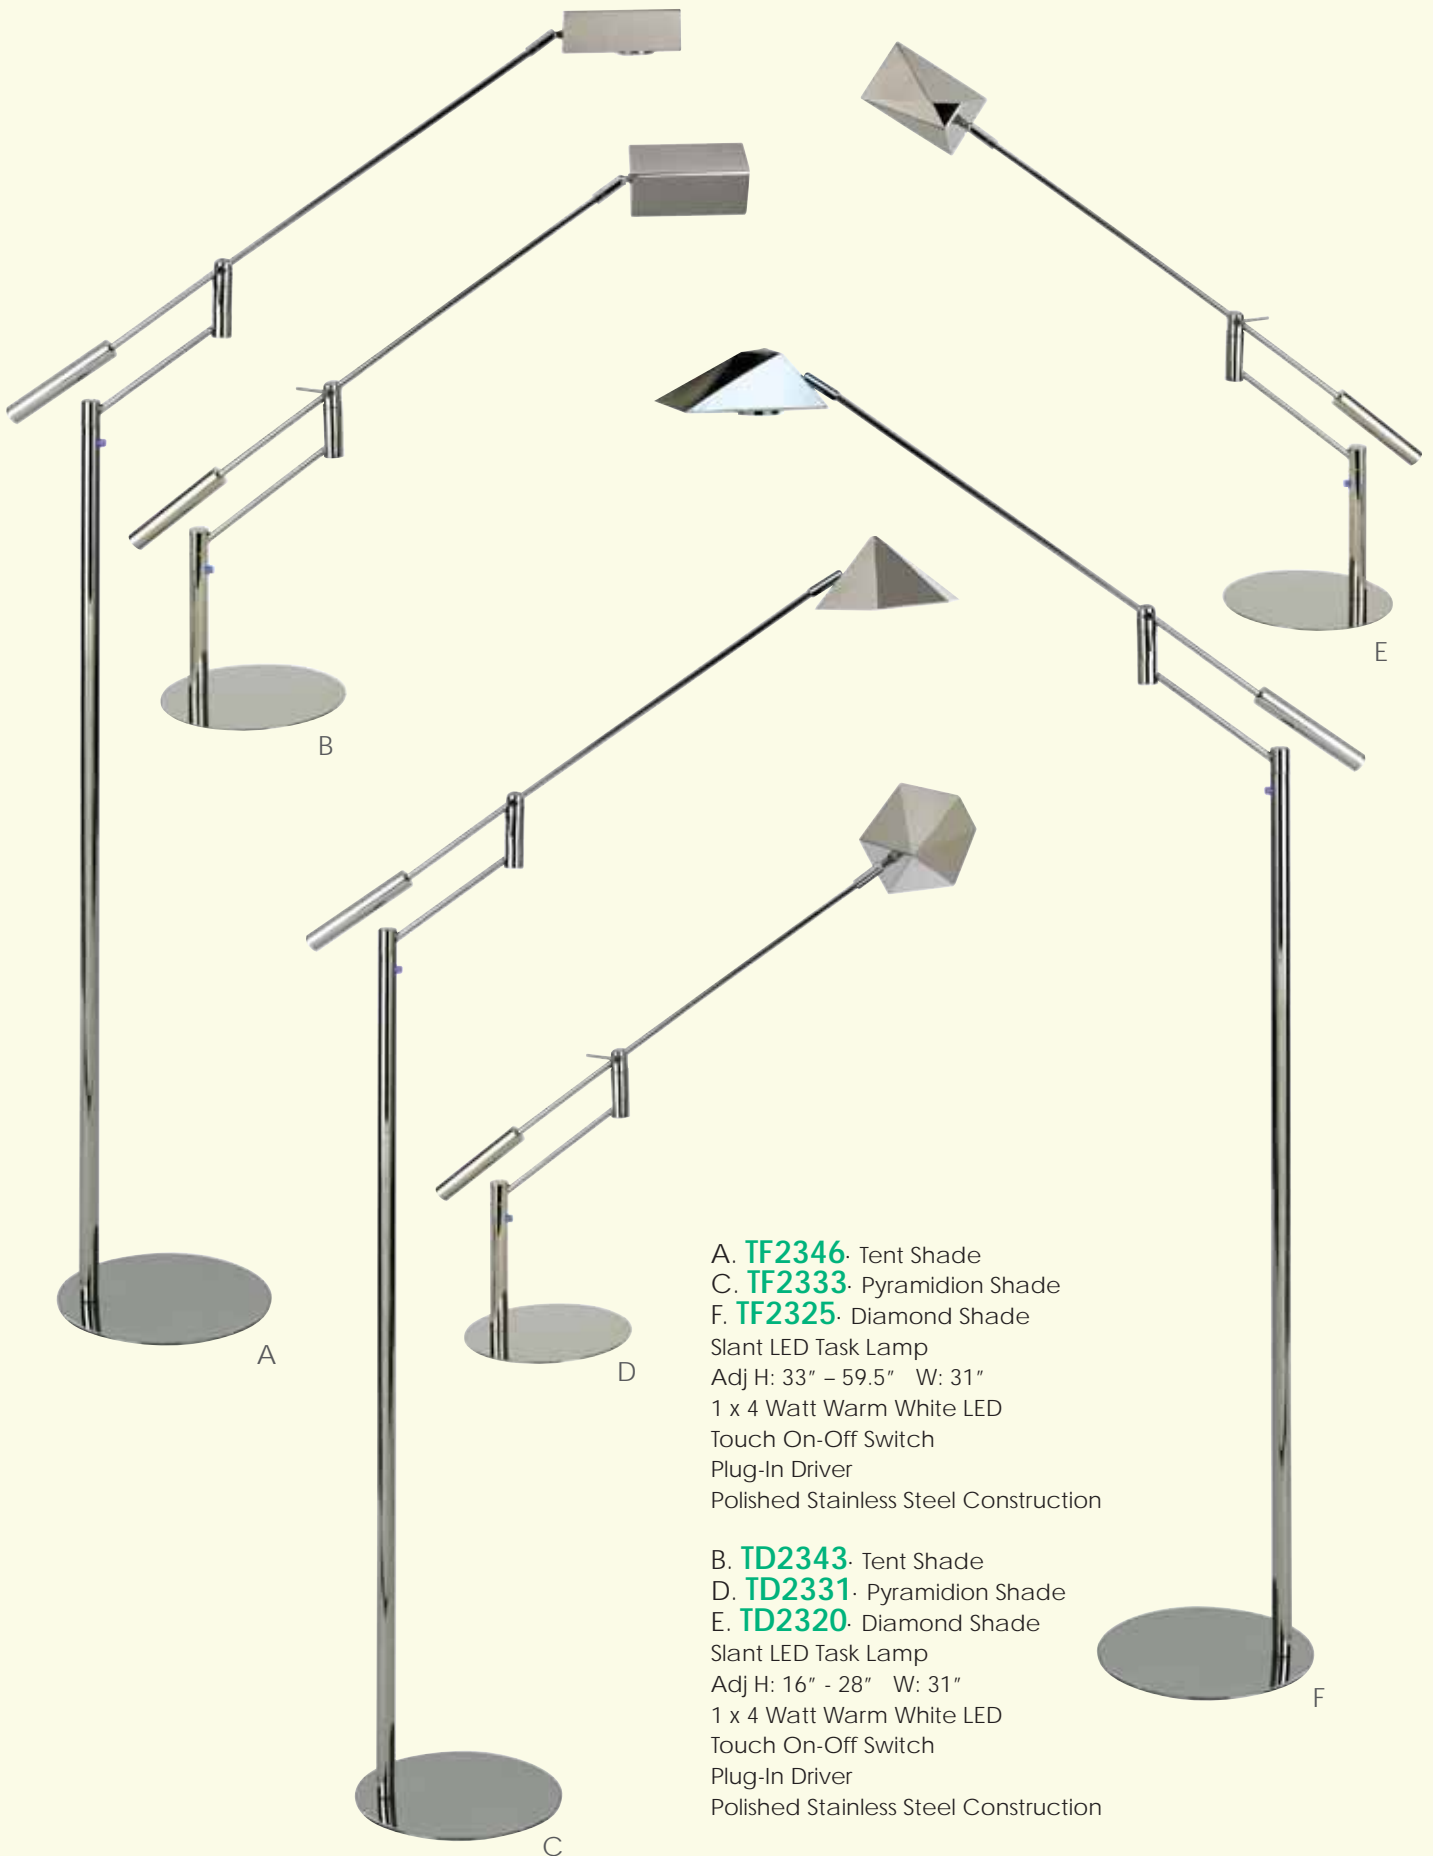 E
B
A
D
A. TF2346· Tent Shade
C. TF2333· Pyramidion Shade
F. TF2325· Diamond Shade
Slant LED Task Lamp
Adj H: 33" – 59.5" W: 31"
1 x 4 Watt Warm White LED
Touch On-Off Switch
Plug-In Driver
Polished Stainless Steel Construction
B. TD2343· Tent Shade
D. TD2331· Pyramidion Shade
E. TD2320· Diamond Shade
Slant LED Task Lamp
Adj H: 16" - 28" W: 31"
1 x 4 Watt Warm White LED
Touch On-Off Switch
Plug-In Driver
Polished Stainless Steel Construction
F
C